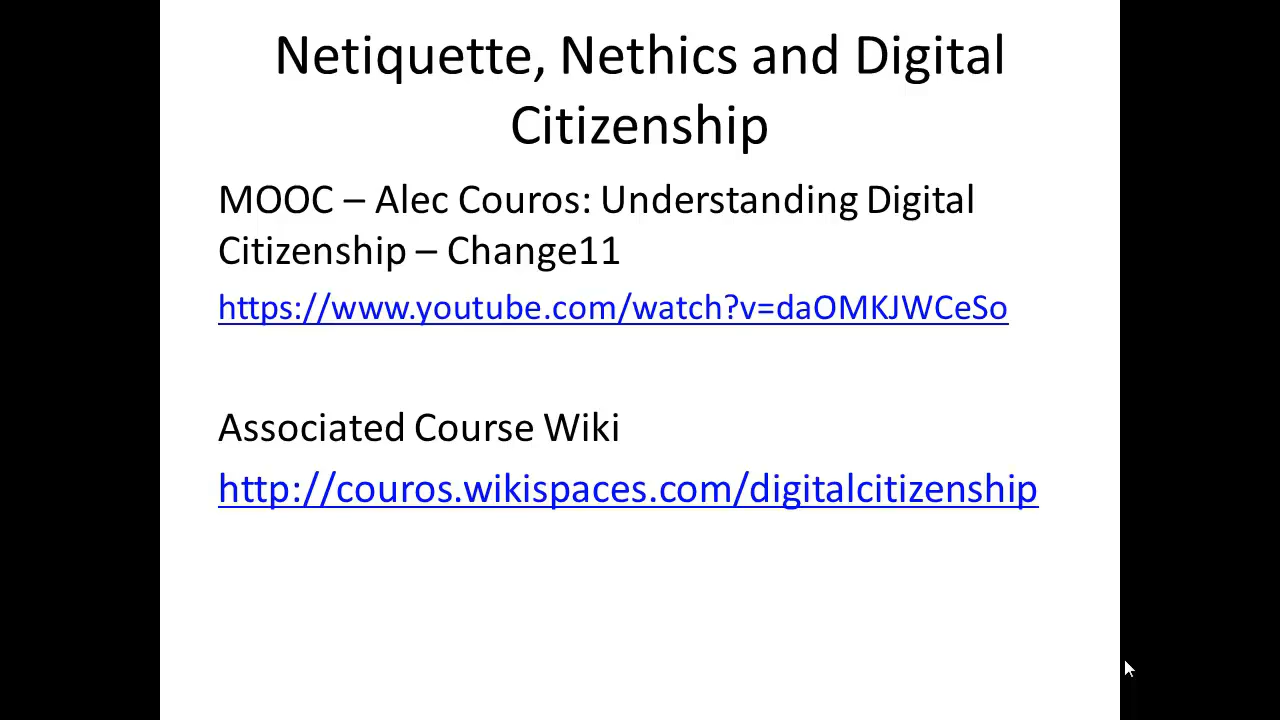 Netiquette, Nethics and Digital
Citizenship
MOOC – Alec Couros: Understanding Digital
Citizenship – Change11
https://www.youtube.com/watch?v=daOMKJWCeSo
Associated Course Wiki
http://couros.wikispaces.com/digitalcitizenship